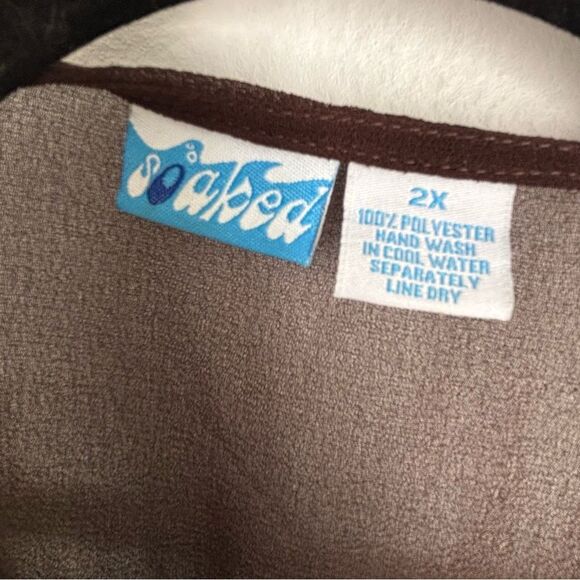 soaked
2X
100% POLYESTER
HAND WASH
IN COOL WATER
SEPARATELY
LINE DRY